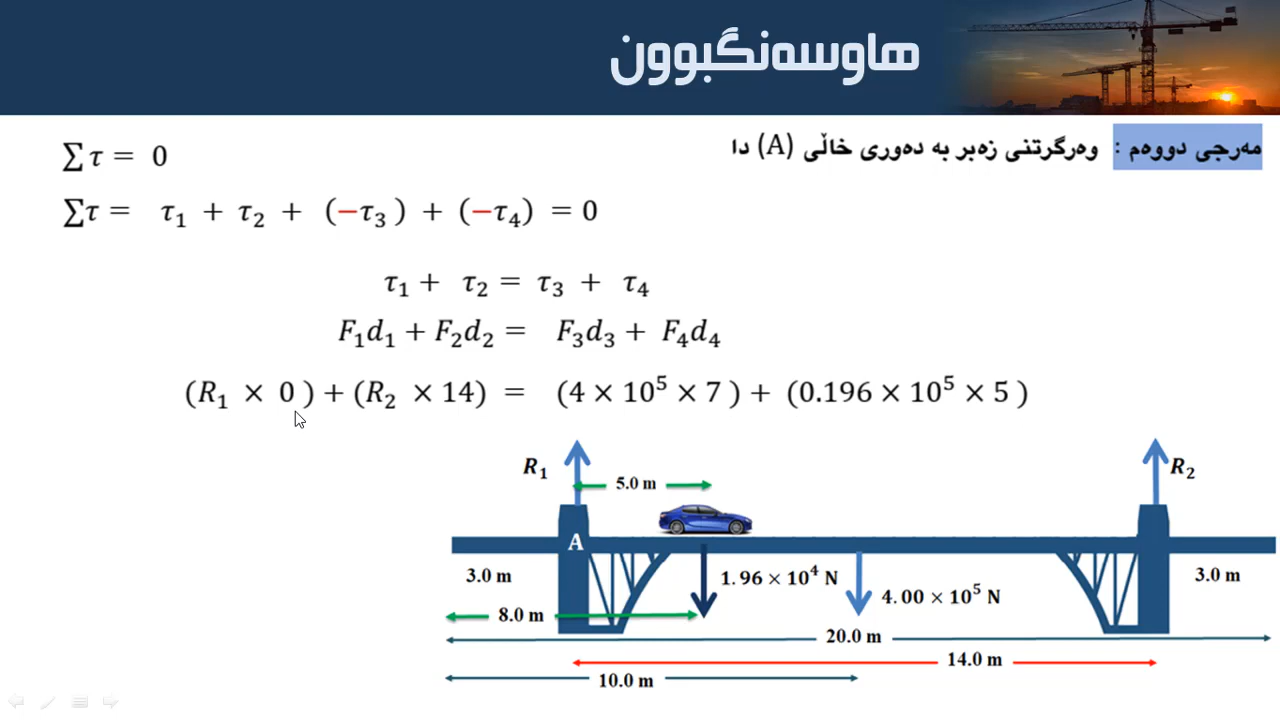 هاوسەنگبوون
مەرجی دووەم : وەرگرتنی زەبر بە دەوری خاڵی (A) دا
∑ τ = 0
∑τ = τ₁ + τ₂ + (−τ₃ ) + (−τ₄) = 0
τ₁ + τ₂ = τ₃ + τ₄
F₁d₁ + F₂d₂ = F₃d₃ + F₄d₄
(R₁ × 0 ) + (R₂ × 14) = (4 × 10⁵ × 7 ) + (0.196 × 10⁵ × 5 )
R₁
R₂
5.0 m
A
3.0 m
1.96 × 10⁴ N
4.00 × 10⁵ N
3.0 m
8.0 m
20.0 m
14.0 m
10.0 m